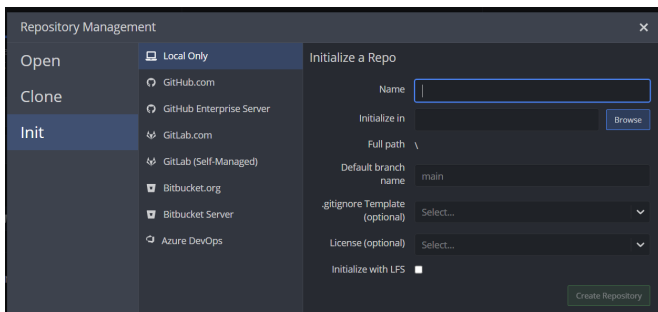 Repository Management
Open
Clone
Init
Local Only
GitHub.com
GitHub Enterprise Server
GitLab.com
GitLab (Self-Managed)
Bitbucket.org
Bitbucket Server
Azure DevOps
Initialize a Repo
Name
Initialize in
Browse
Full path \
Default branch
name
main
.gitignore Template
(optional)
Select...
License (optional)
Select...
Initialize with LFS
Create Repository